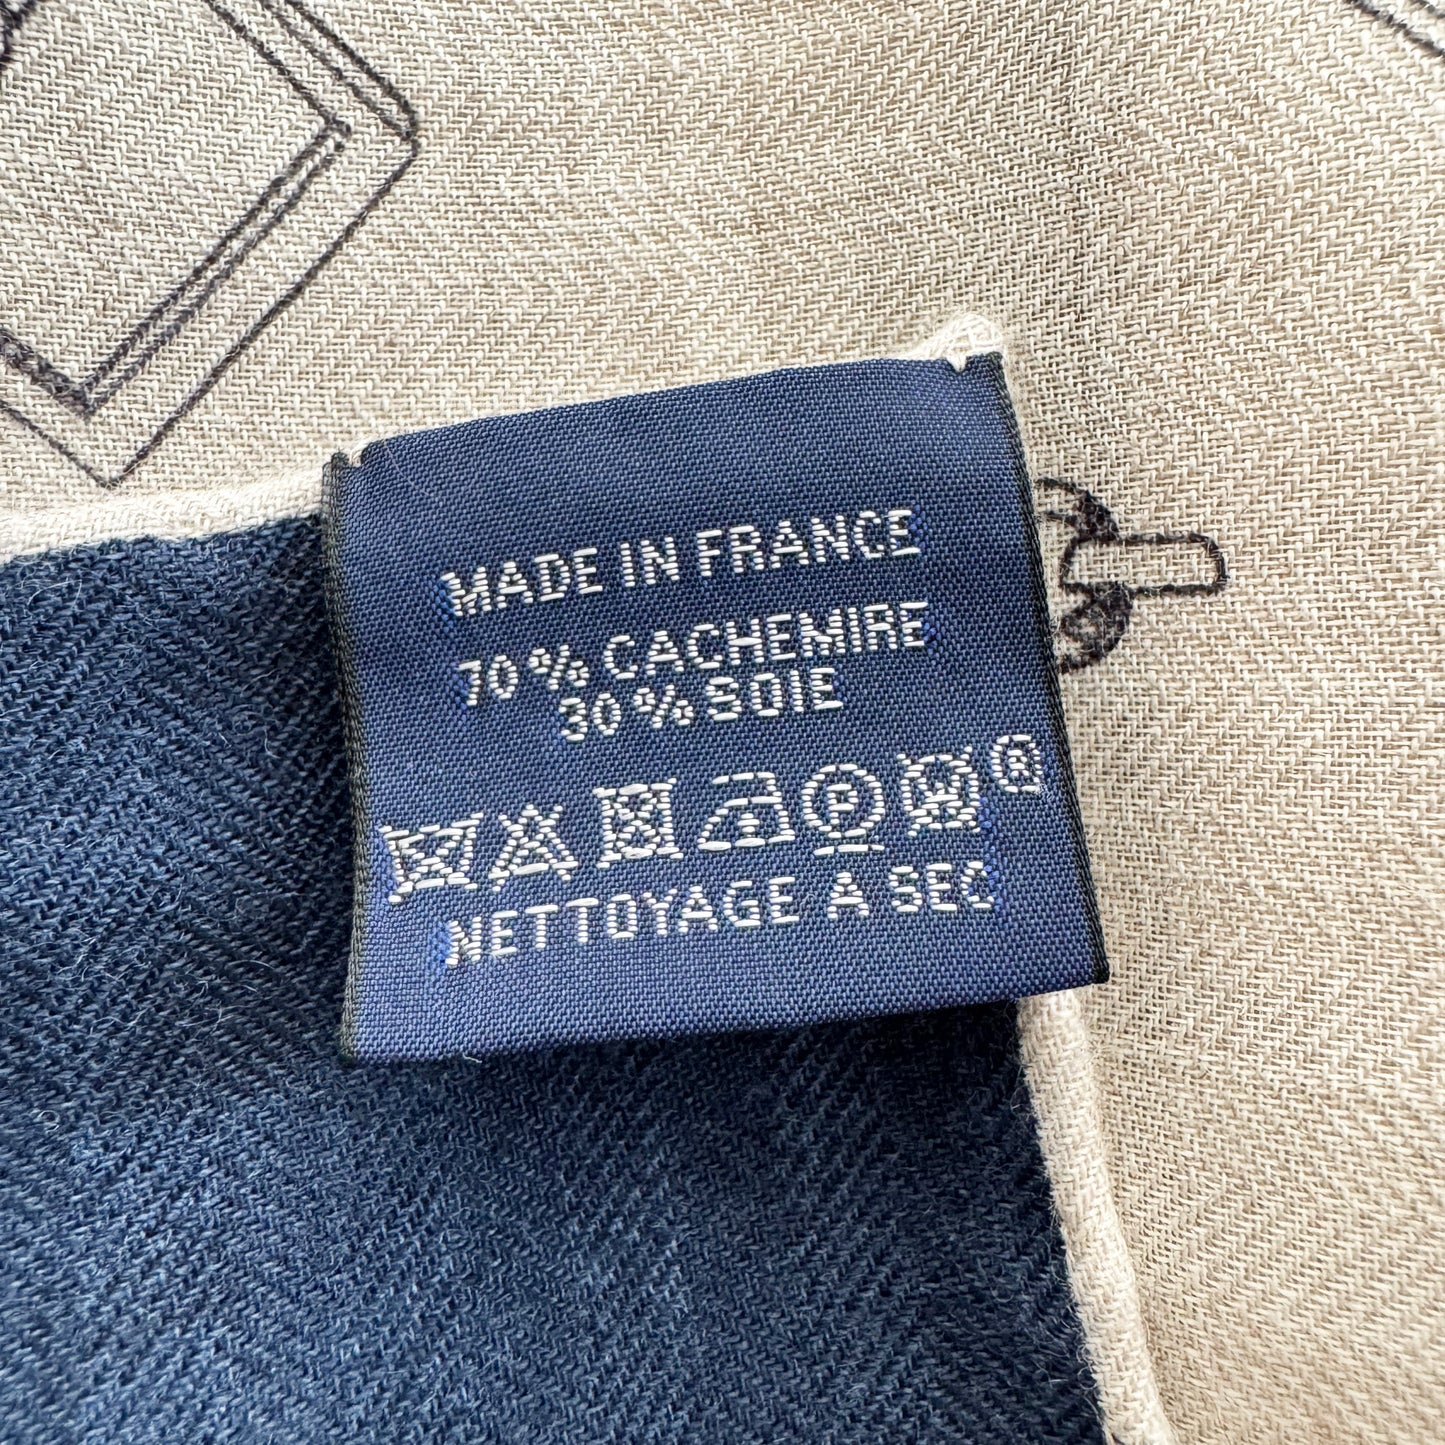 MADE IN FRANCE
70 % CACHEMIRE
30 % SOIE
P W ®
NETTOYAGE A SEC